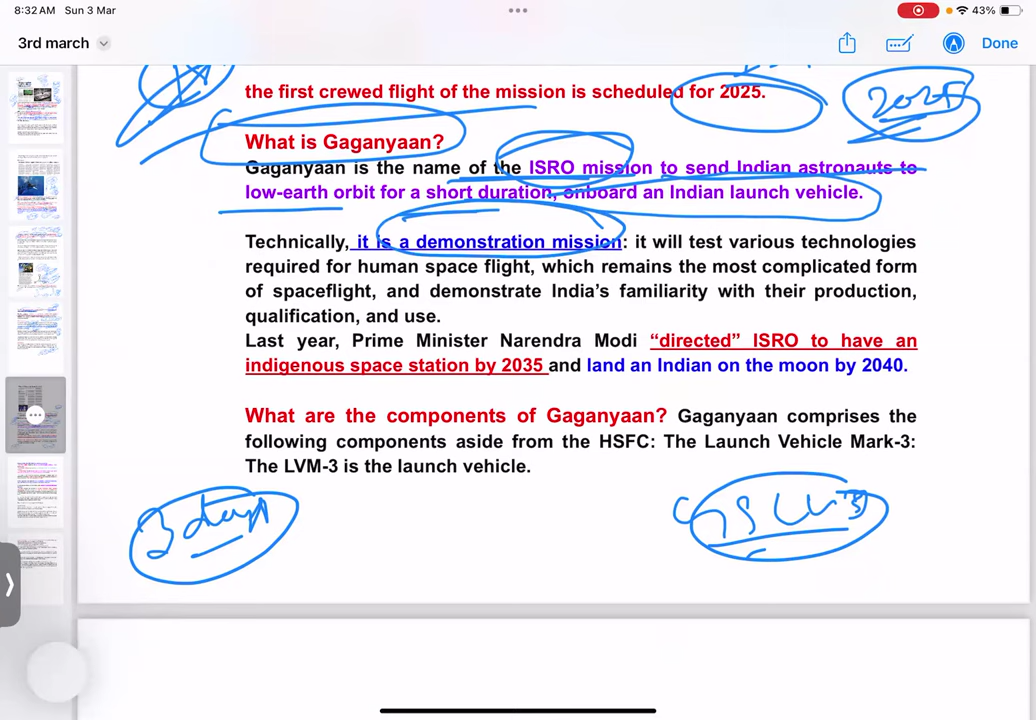 8:32 AM Sun 3 Mar
43%
3rd march
Done
the first crewed flight of the mission is scheduled for 2025.
2025
What is Gaganyaan?
Gaganyaan is the name of the ISRO mission to send Indian astronauts to
low-earth orbit for a short duration, onboard an Indian launch vehicle.
Technically, it is a demonstration mission: it will test various technologies
required for human space flight, which remains the most complicated form
of spaceflight, and demonstrate India's familiarity with their production,
qualification, and use.
Last year, Prime Minister Narendra Modi “directed” ISRO to have an
indigenous space station by 2035 and land an Indian on the moon by 2040.
What are the components of Gaganyaan? Gaganyaan comprises the
following components aside from the HSFC: The Launch Vehicle Mark-3:
The LVM-3 is the launch vehicle.
3 days